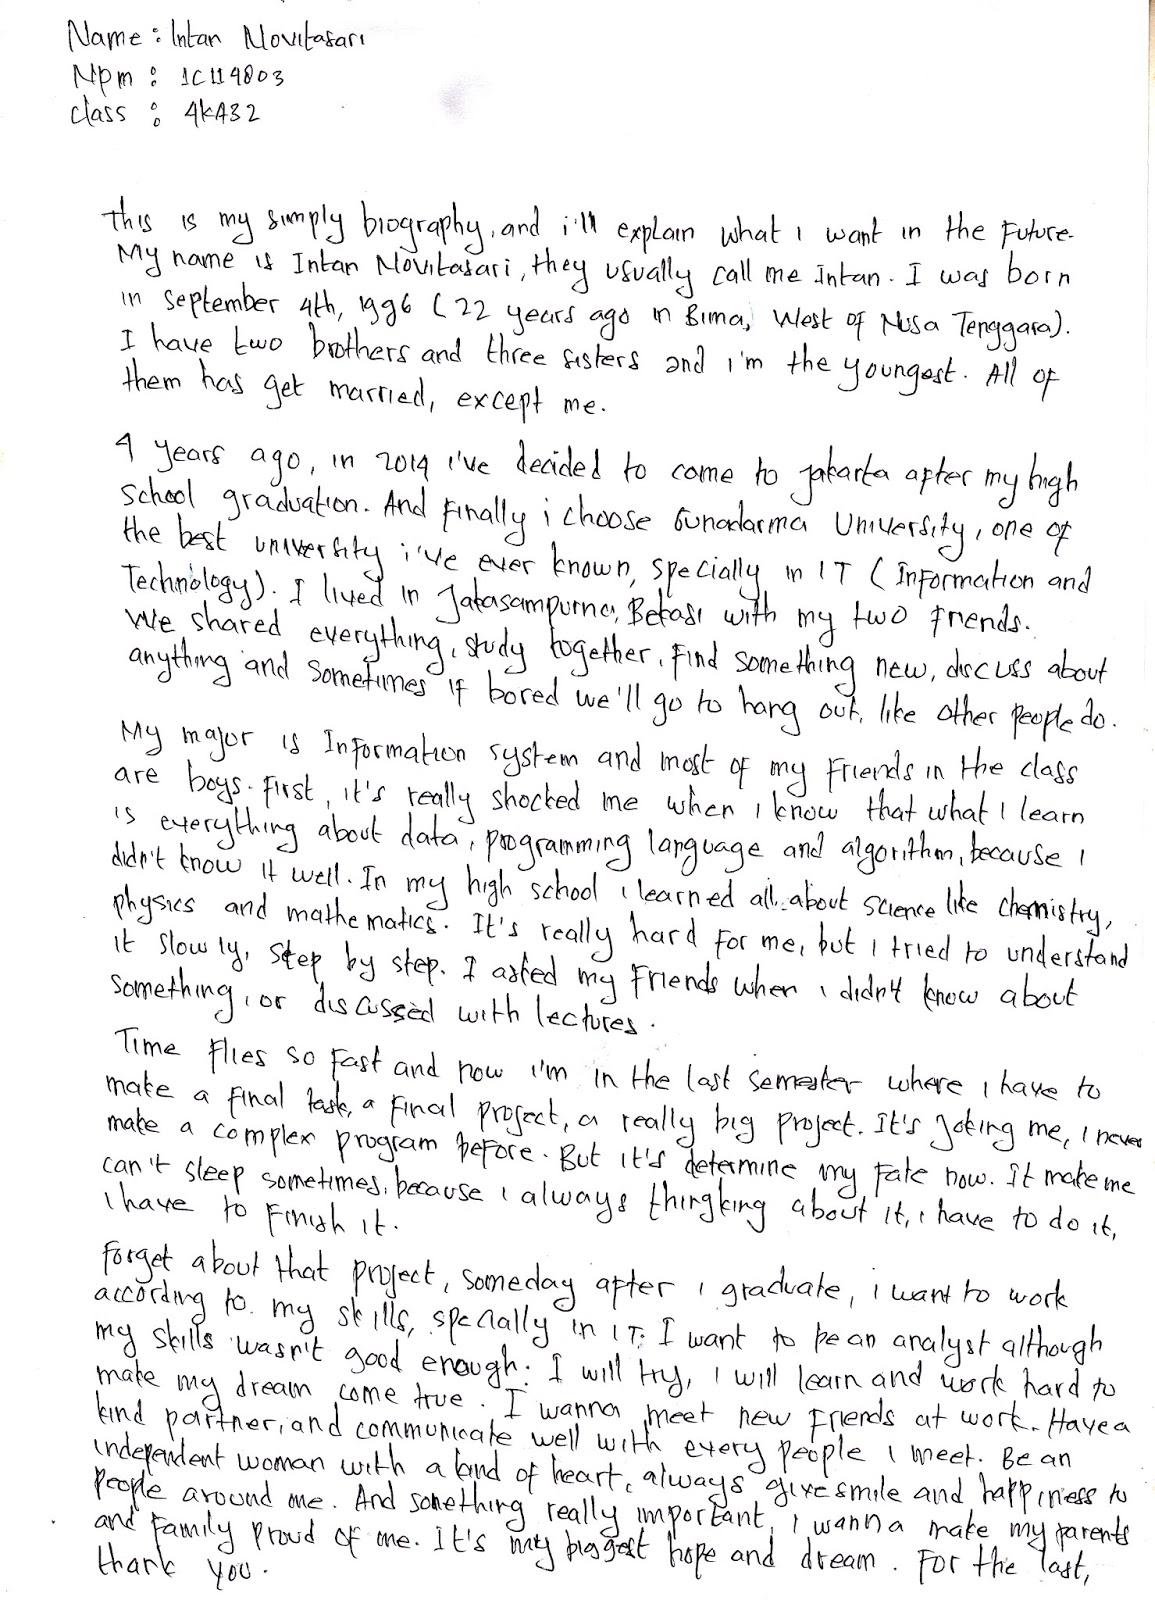 Name : Intan Novitasari
Npm : 1C114803
class : 4KA32
This is my simply biography, and i'll explain what I want in the future.
My name is Intan Novitasari, they usually call me Intan. I was born
in September 4th, 1996 (22 years ago in Bima, West of Nusa Tenggara).
I have two brothers and three sisters and I'm the youngest. All of
them has get married, except me.
4 years ago, in 2014 I've decided to come to Jakarta after my high
school graduation. And finally i choose Gunadarma University, one of
the best university i've ever known, specially in IT (Information and
Technology). I lived in Jatasampurna, Bekasi with my two friends.
We shared everything, study together, find something new, discuss about
anything and sometimes if bored we'll go to hang out, like other people do.
My major is Information system and most of my friends in the class
are boys. First, it's really shocked me when I know that what I learn
is everything about data, programming language and algorithm, because I
didn't know it well. In my high school i learned all about science like chemistry,
physics and mathematics. It's really hard for me, but I tried to understand
it slowly, step by step. I asked my friends when I didn't know about
something, or discussed with lectures.
Time flies so fast and now I'm in the last semester where I have to
make a final task, a final project, a really big project. It's joking me, I never
make a complex program before. But it's determine my fate now. It make me
can't sleep sometimes, because I always thingking about it, I have to do it,
I have to finish it.
Forget about that project, someday after I graduate, i want to work
according to my skills, specially in IT. I want to be an analyst although
my skills wasn't good enough. I will try, I will learn and work hard to
make my dream come true. I wanna meet new friends at work. Have a
kind partner, and communicate well with every people I meet. Be an
independent woman with a kind of heart, always give smile and happiness to
people around me. And something really important, I wanna make my parents
and family proud of me. It's my biggest hope and dream. For the last,
thank you.